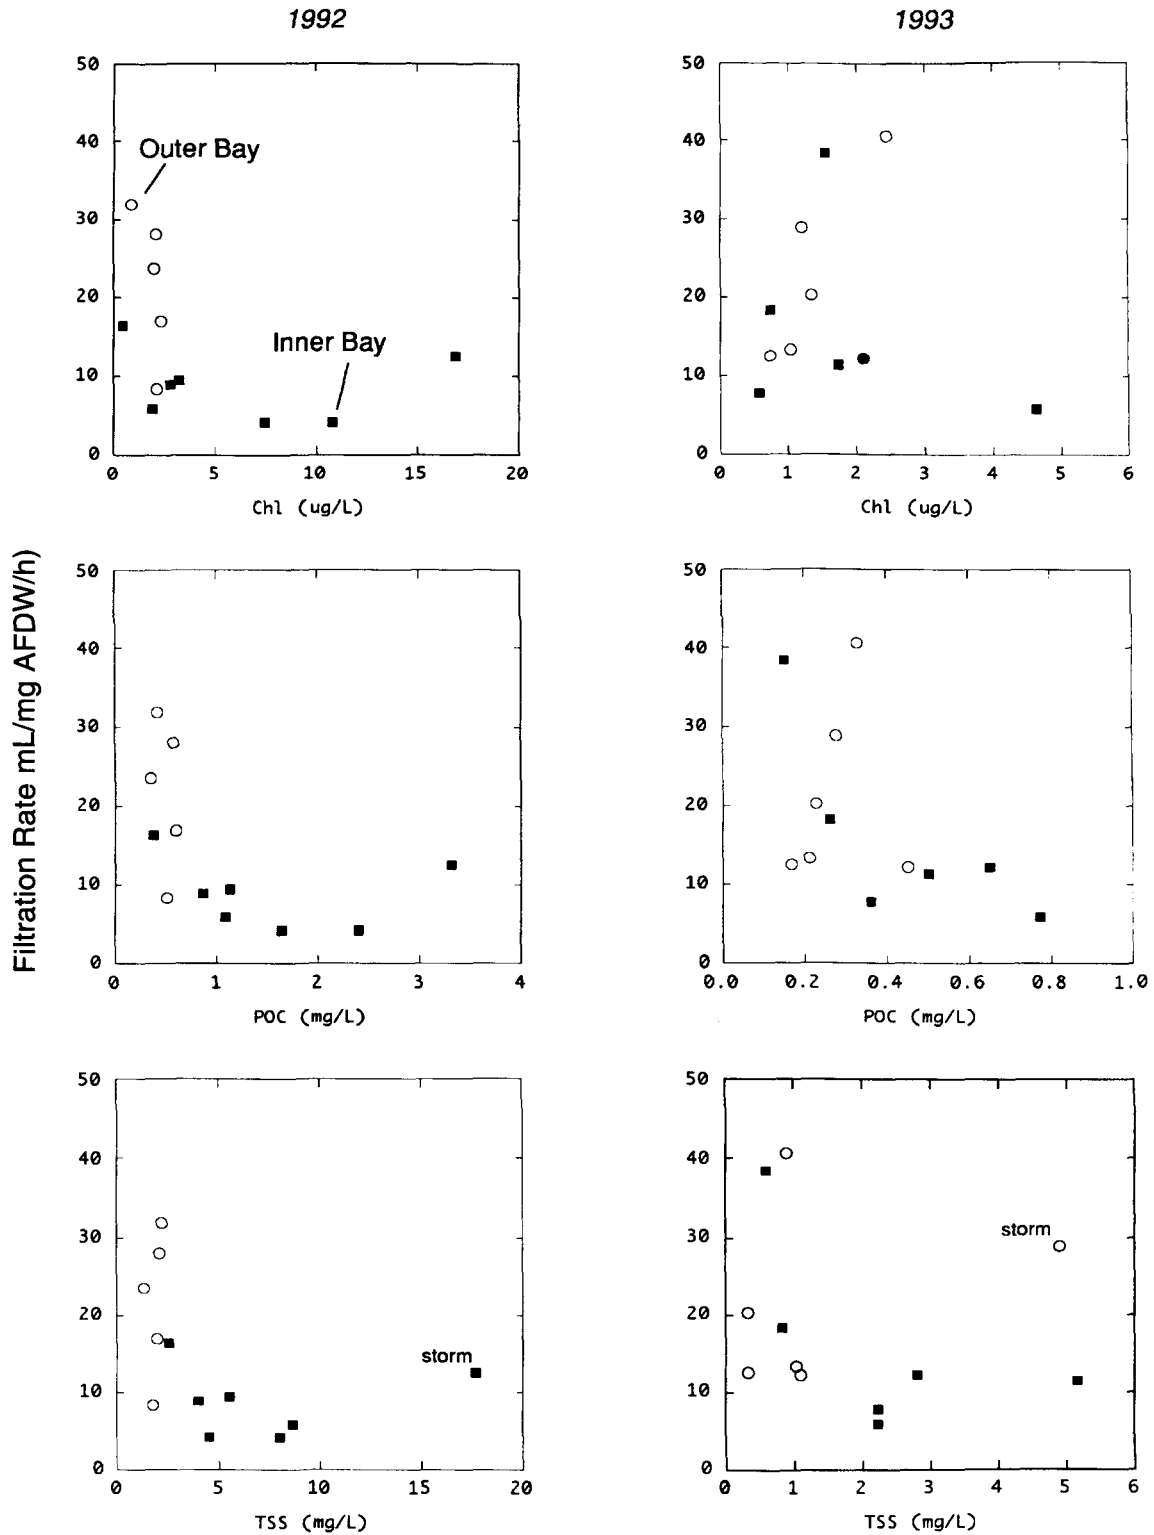 1992
1993
50
40
30
20
10
0
Outer Bay
Inner Bay
0 5 10 15 20
Chl (ug/L)
50
40
30
20
10
0
0 1 2 3 4 5 6
Chl (ug/L)
Filtration Rate mL/mg AFDW/h)
50
40
30
20
10
0
0 1 2 3 4
POC (mg/L)
50
40
30
20
10
0
0.0 0.2 0.4 0.6 0.8 1.0
POC (mg/L)
50
40
30
20
10
0
storm
0 5 10 15 20
TSS (mg/L)
50
40
30
20
10
0
storm
0 1 2 3 4 5 6
TSS (mg/L)